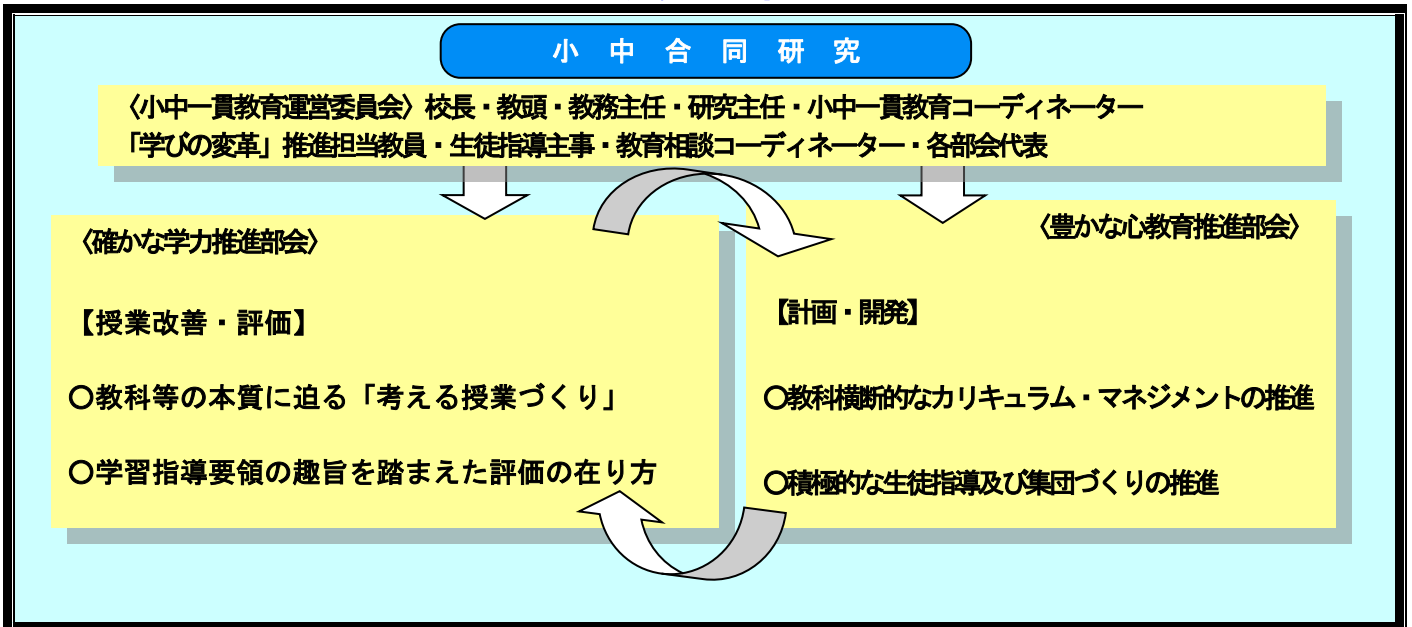 小中合同研究
〈小中一貫教育運営委員会〉校長・教頭・教務主任・研究主任・小中一貫教育コーディネーター
「学びの変革」推進担当教員・生徒指導主事・教育相談コーディネーター・各部会代表
〈確かな学力推進部会〉
【授業改善・評価】
○教科等の本質に迫る「考える授業づくり」
○学習指導要領の趣旨を踏まえた評価の在り方
〈豊かな心教育推進部会〉
【計画・開発】
○教科横断的なカリキュラム・マネジメントの推進
○積極的な生徒指導及び集団づくりの推進